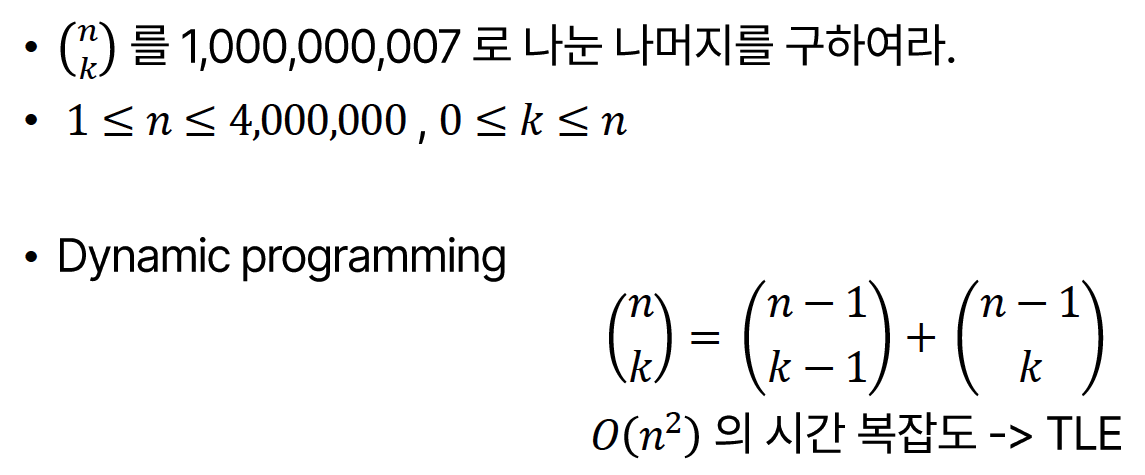 • $\binom{n}{k}$ 를 1,000,000,007 로 나눈 나머지를 구하여라.
• $1 \leq n \leq 4{,}000{,}000 , 0 \leq k \leq n$
• Dynamic programming
$\binom{n}{k} = \binom{n-1}{k-1} + \binom{n-1}{k}$
$O(n^2)$ 의 시간 복잡도 -> TLE